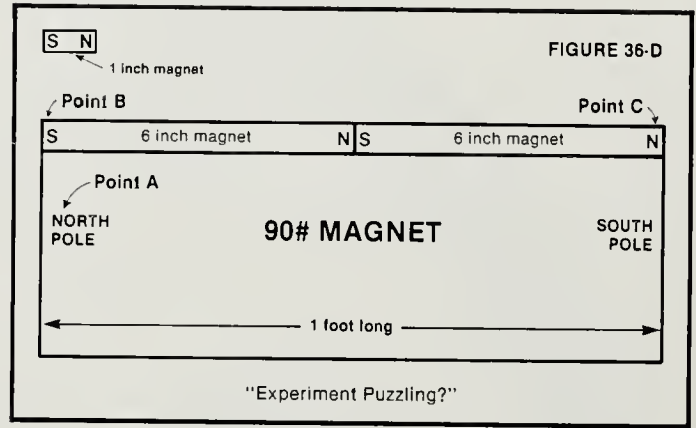 S N
FIGURE 36-D
1 inch magnet
Point B
Point C
S 6 inch magnet N S 6 inch magnet N
Point A
NORTH
POLE
90# MAGNET
SOUTH
POLE
1 foot long
"Experiment Puzzling?"